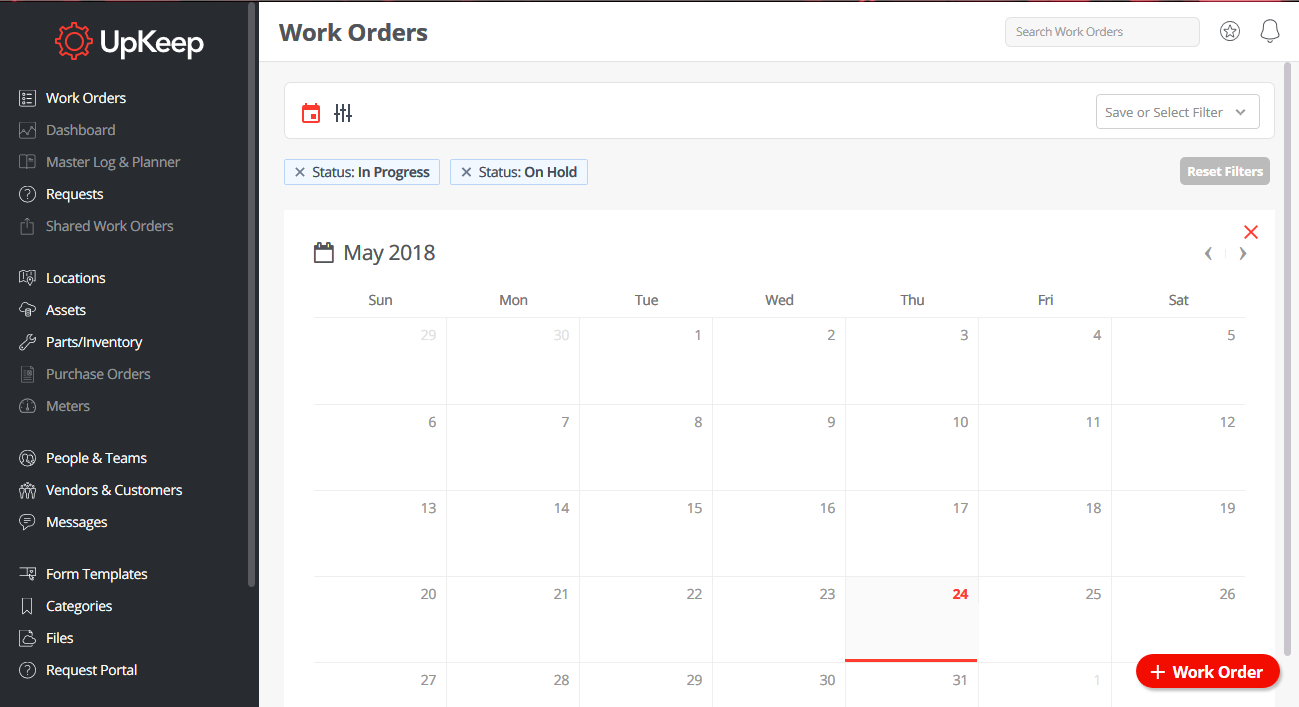 UpKeep
Work Orders
Dashboard
Master Log & Planner
Requests
Shared Work Orders
Locations
Assets
Parts/Inventory
Purchase Orders
Meters
People & Teams
Vendors & Customers
Messages
Form Templates
Categories
Files
Request Portal
Work Orders
Search Work Orders
Save or Select Filter
Status: In Progress
Status: On Hold
Reset Filters
May 2018
Sun Mon Tue Wed Thu Fri Sat
29 30 1 2 3 4 5
6 7 8 9 10 11 12
13 14 15 16 17 18 19
20 21 22 23 24 25 26
27 28 29 30 31 1
+ Work Order